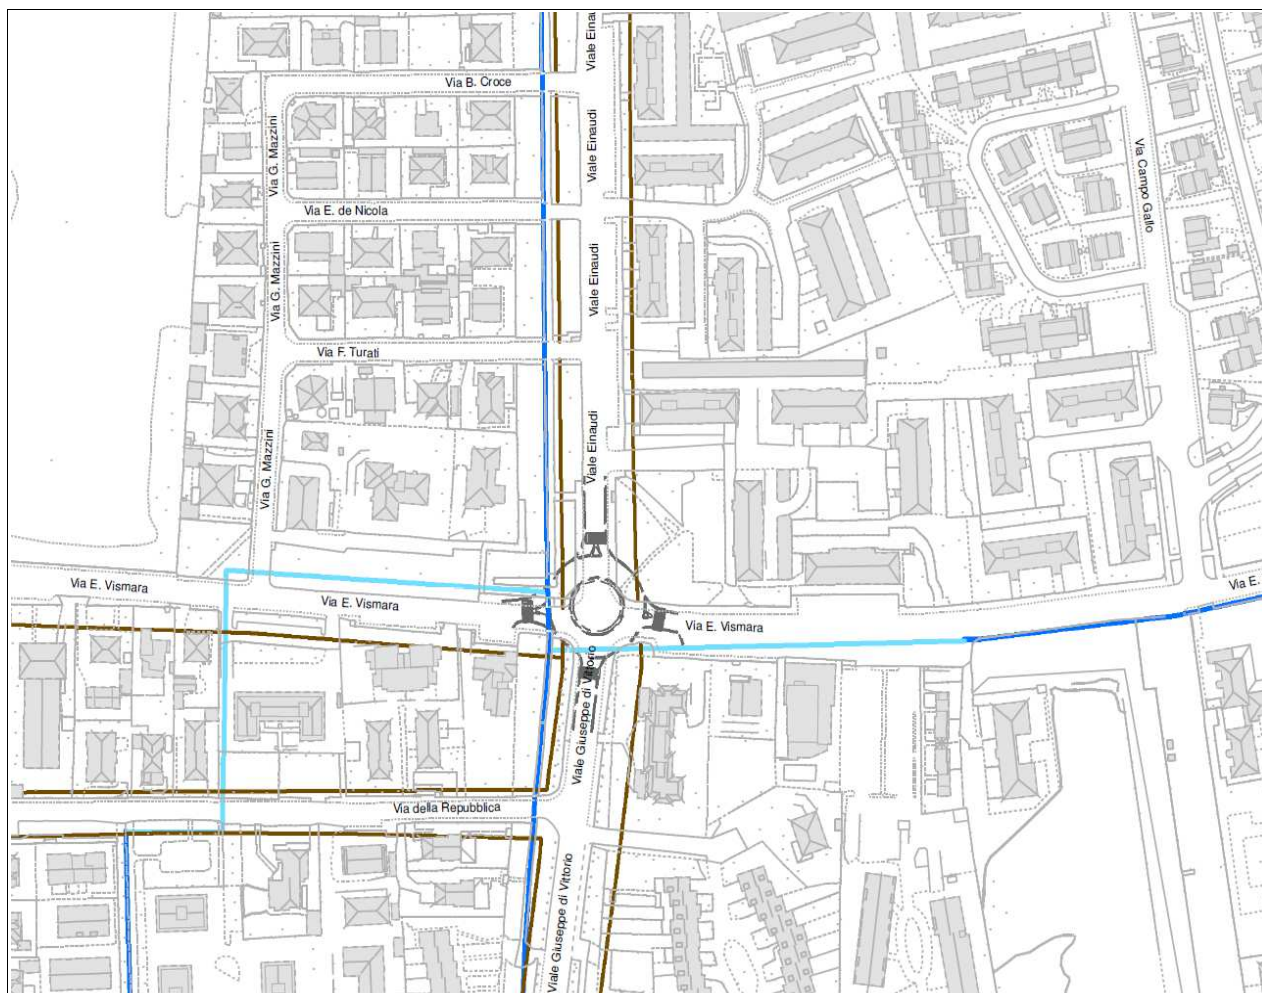 Viale Einau
Via B. Croce
Via G. Mazzini
Viale Einaudi
Via Campo Gallo
Via E. de Nicola
Via G. Mazzini
Viale Einaudi
Via F. Turati
Viale Einaudi
Via G. Mazzini
Via E. Vismara
Via E.
Via E. Vismara
Via E. Vismara
Viale Giuseppe di Vittorio
Via della Repubblica
Viale Giuseppe di Vittorio